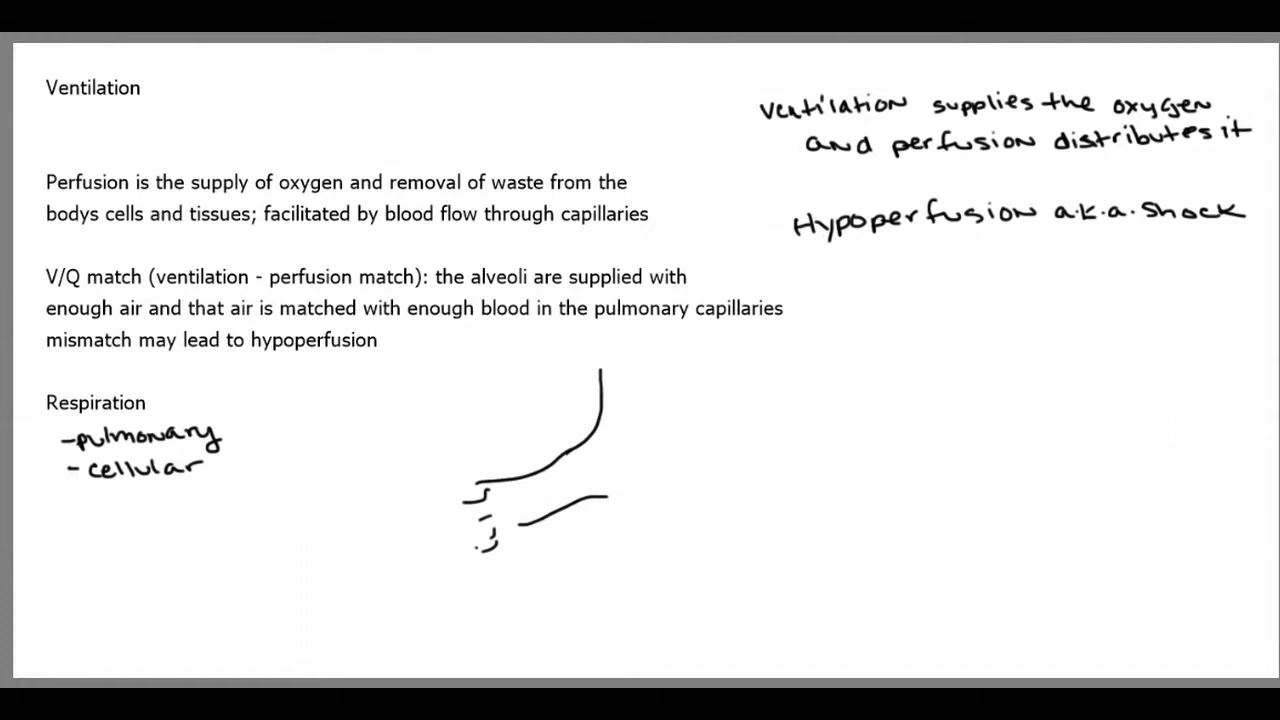 Ventilation
ventilation supplies the oxygen
and perfusion distributes it
Perfusion is the supply of oxygen and removal of waste from the
bodys cells and tissues; facilitated by blood flow through capillaries
Hypoperfusion a.k.a. shock
V/Q match (ventilation - perfusion match): the alveoli are supplied with
enough air and that air is matched with enough blood in the pulmonary capillaries
mismatch may lead to hypoperfusion
Respiration
-pulmonary
- cellular